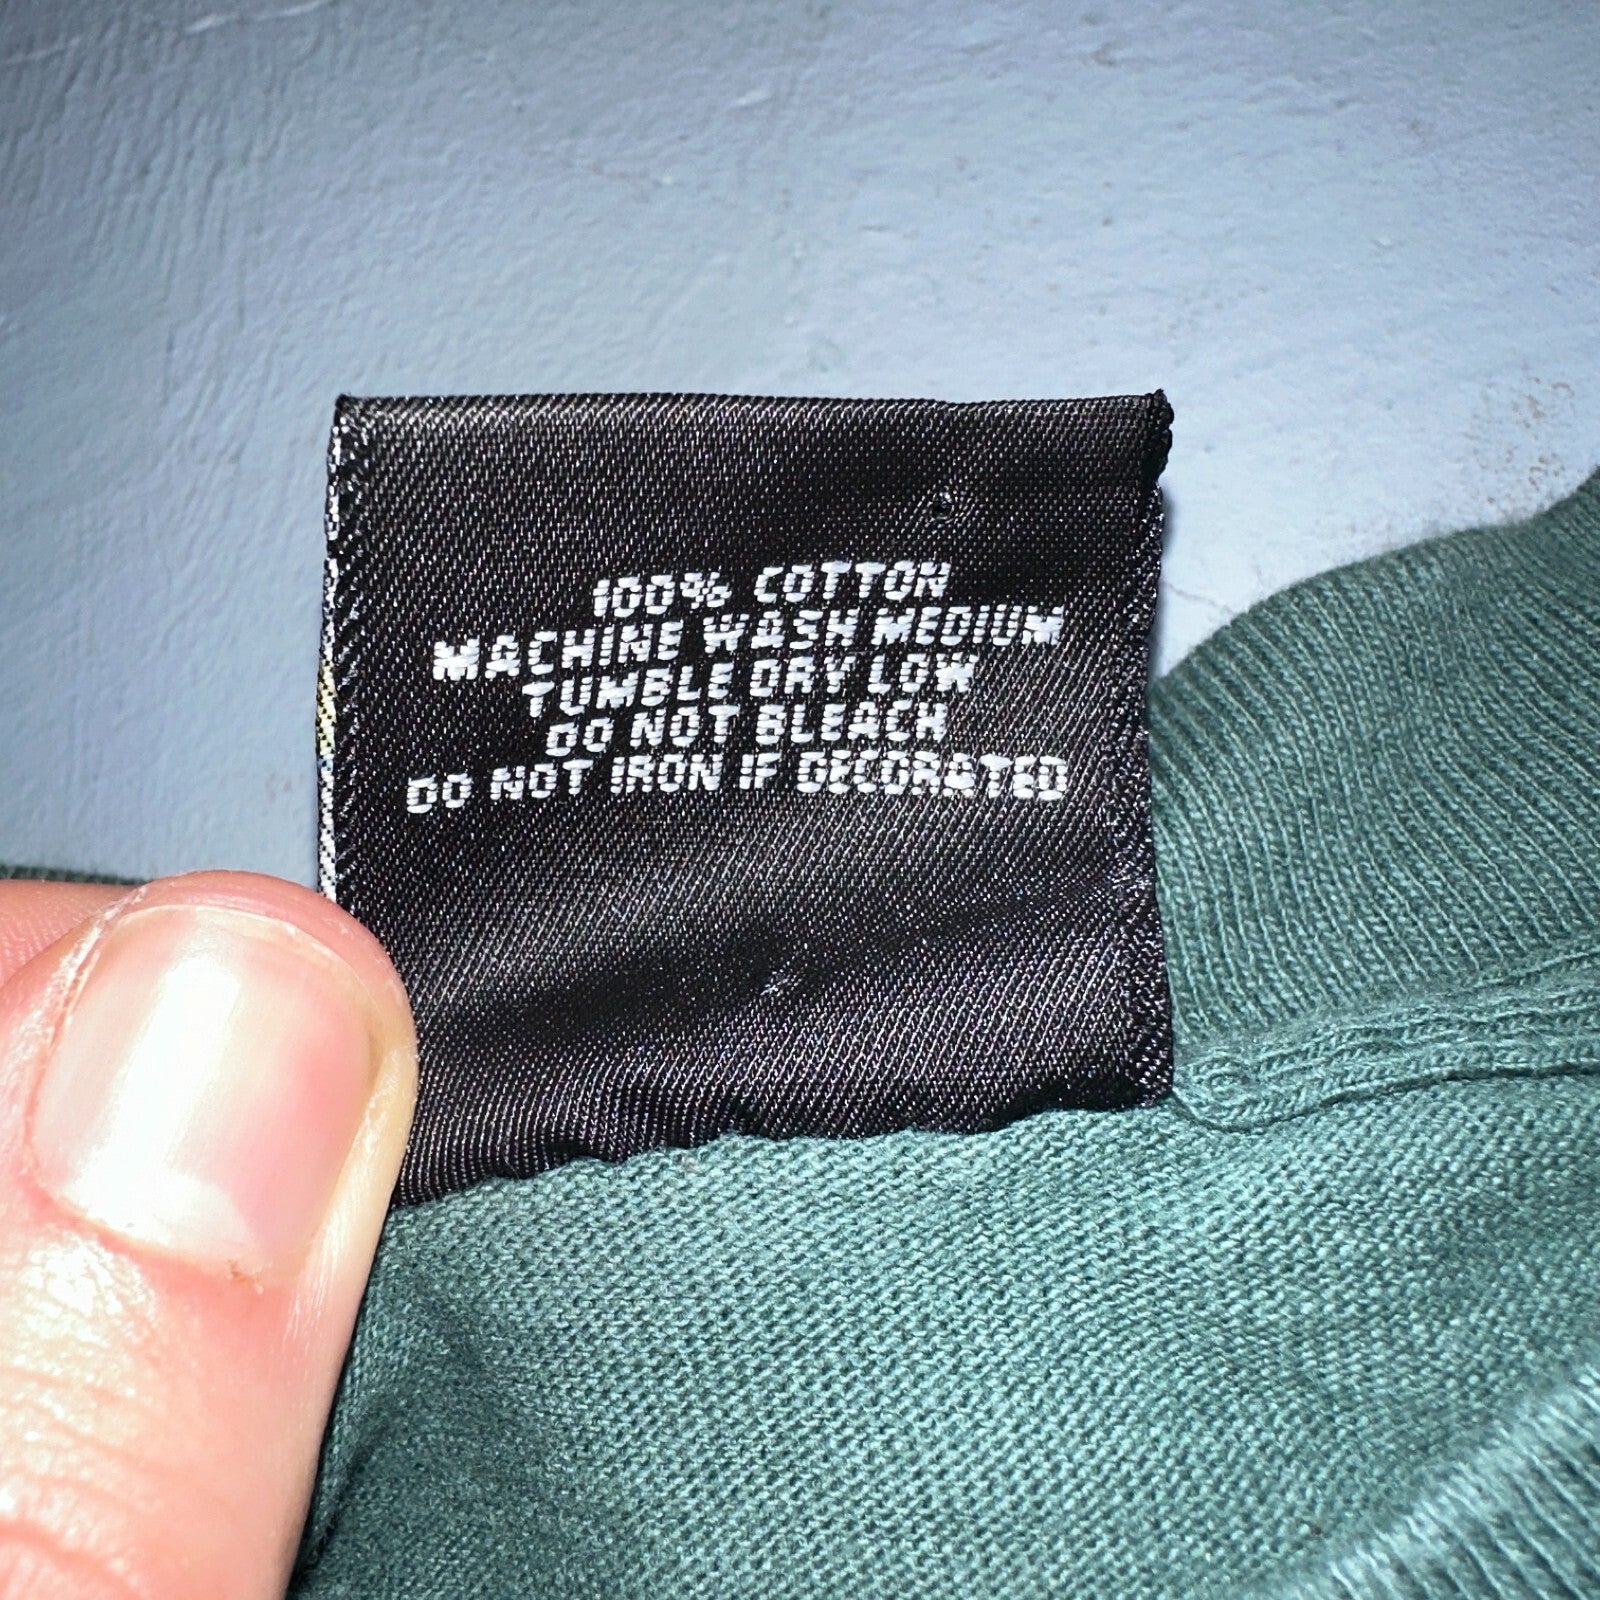 100% COTTON
MACHINE WASH MEDIUM
TUMBLE DRY LOW
DO NOT BLEACH
DO NOT IRON IF DECORATED